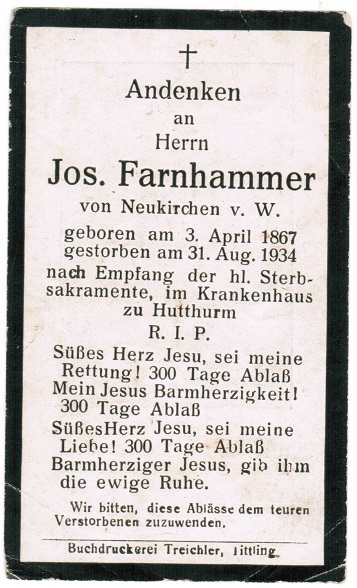 Andenken
an
Herrn
Jos. Farnhammer
von Neukirchen v. W.
geboren am 3. April 1867
gestorben am 31. Aug. 1934
nach Empfang der hl. Sterb-
sakramente, im Krankenhaus
zu Hutthurm
R. I. P.
Süßes Herz Jesu, sei meine
Rettung! 300 Tage Ablaß
Mein Jesus Barmherzigkeit!
300 Tage Ablaß
SüßesHerz Jesu, sei meine
Liebe! 300 Tage Ablaß
Barmherziger Jesus, gib ihm
die ewige Ruhe.
Wir bitten, diese Ablässe dem teuren
Verstorbenen zuzuwenden.
Buchdruckerei Treichler, Tittling